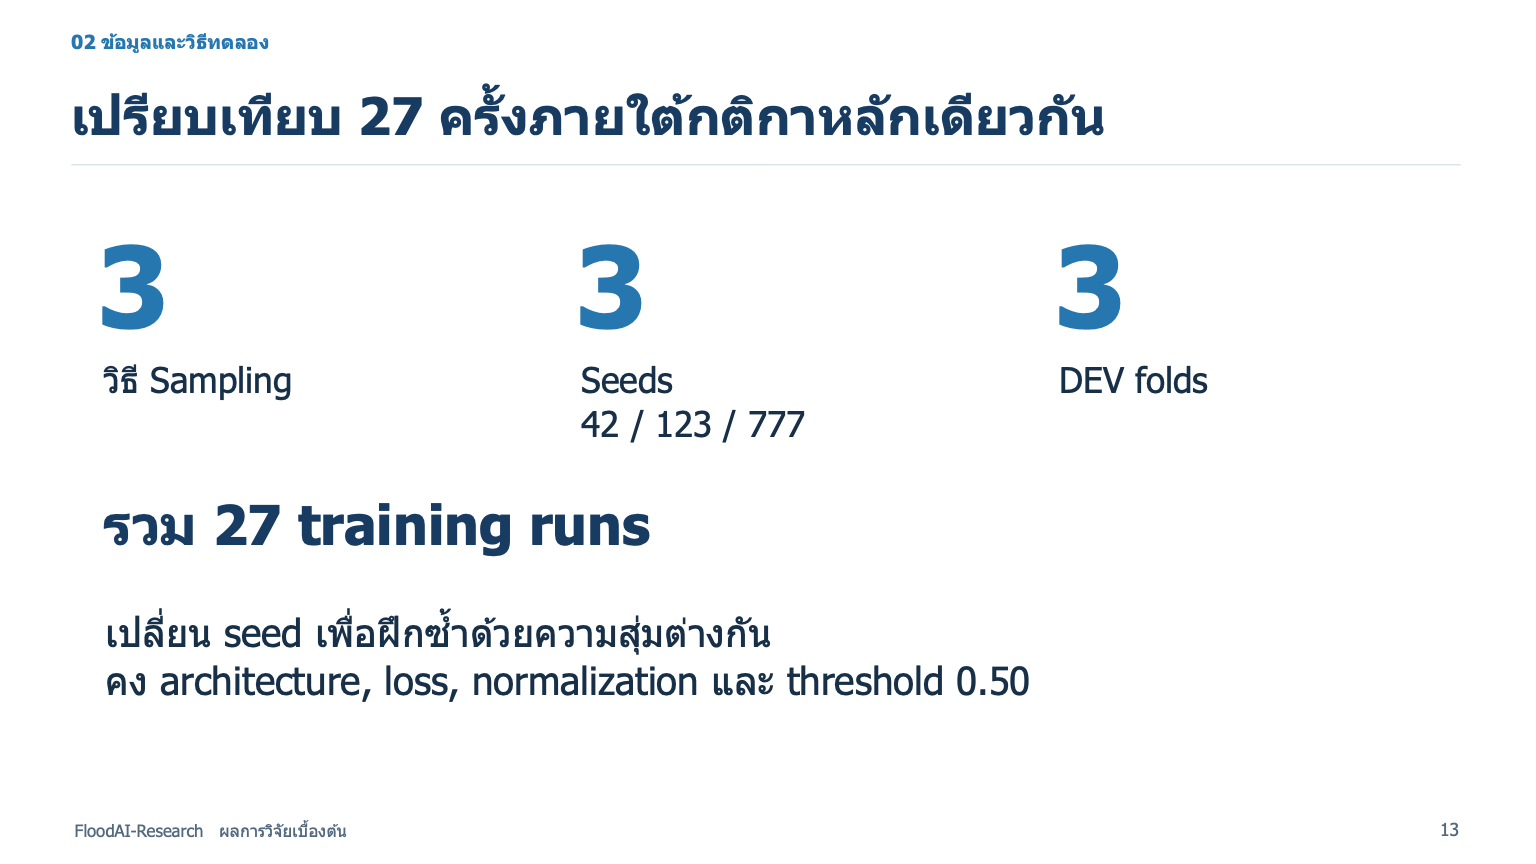 02 ข้อมูลและวิธีทดลอง
เปรียบเทียบ 27 ครั้งภายใต้กติกาหลักเดียวกัน
3
วิธี Sampling
3
Seeds
42 / 123 / 777
3
DEV folds
รวม 27 training runs
เปลี่ยน seed เพื่อฝึกซ้ำด้วยความสุ่มต่างกัน
คง architecture, loss, normalization และ threshold 0.50
FloodAI-Research ผลการวิจัยเบื้องต้น
13